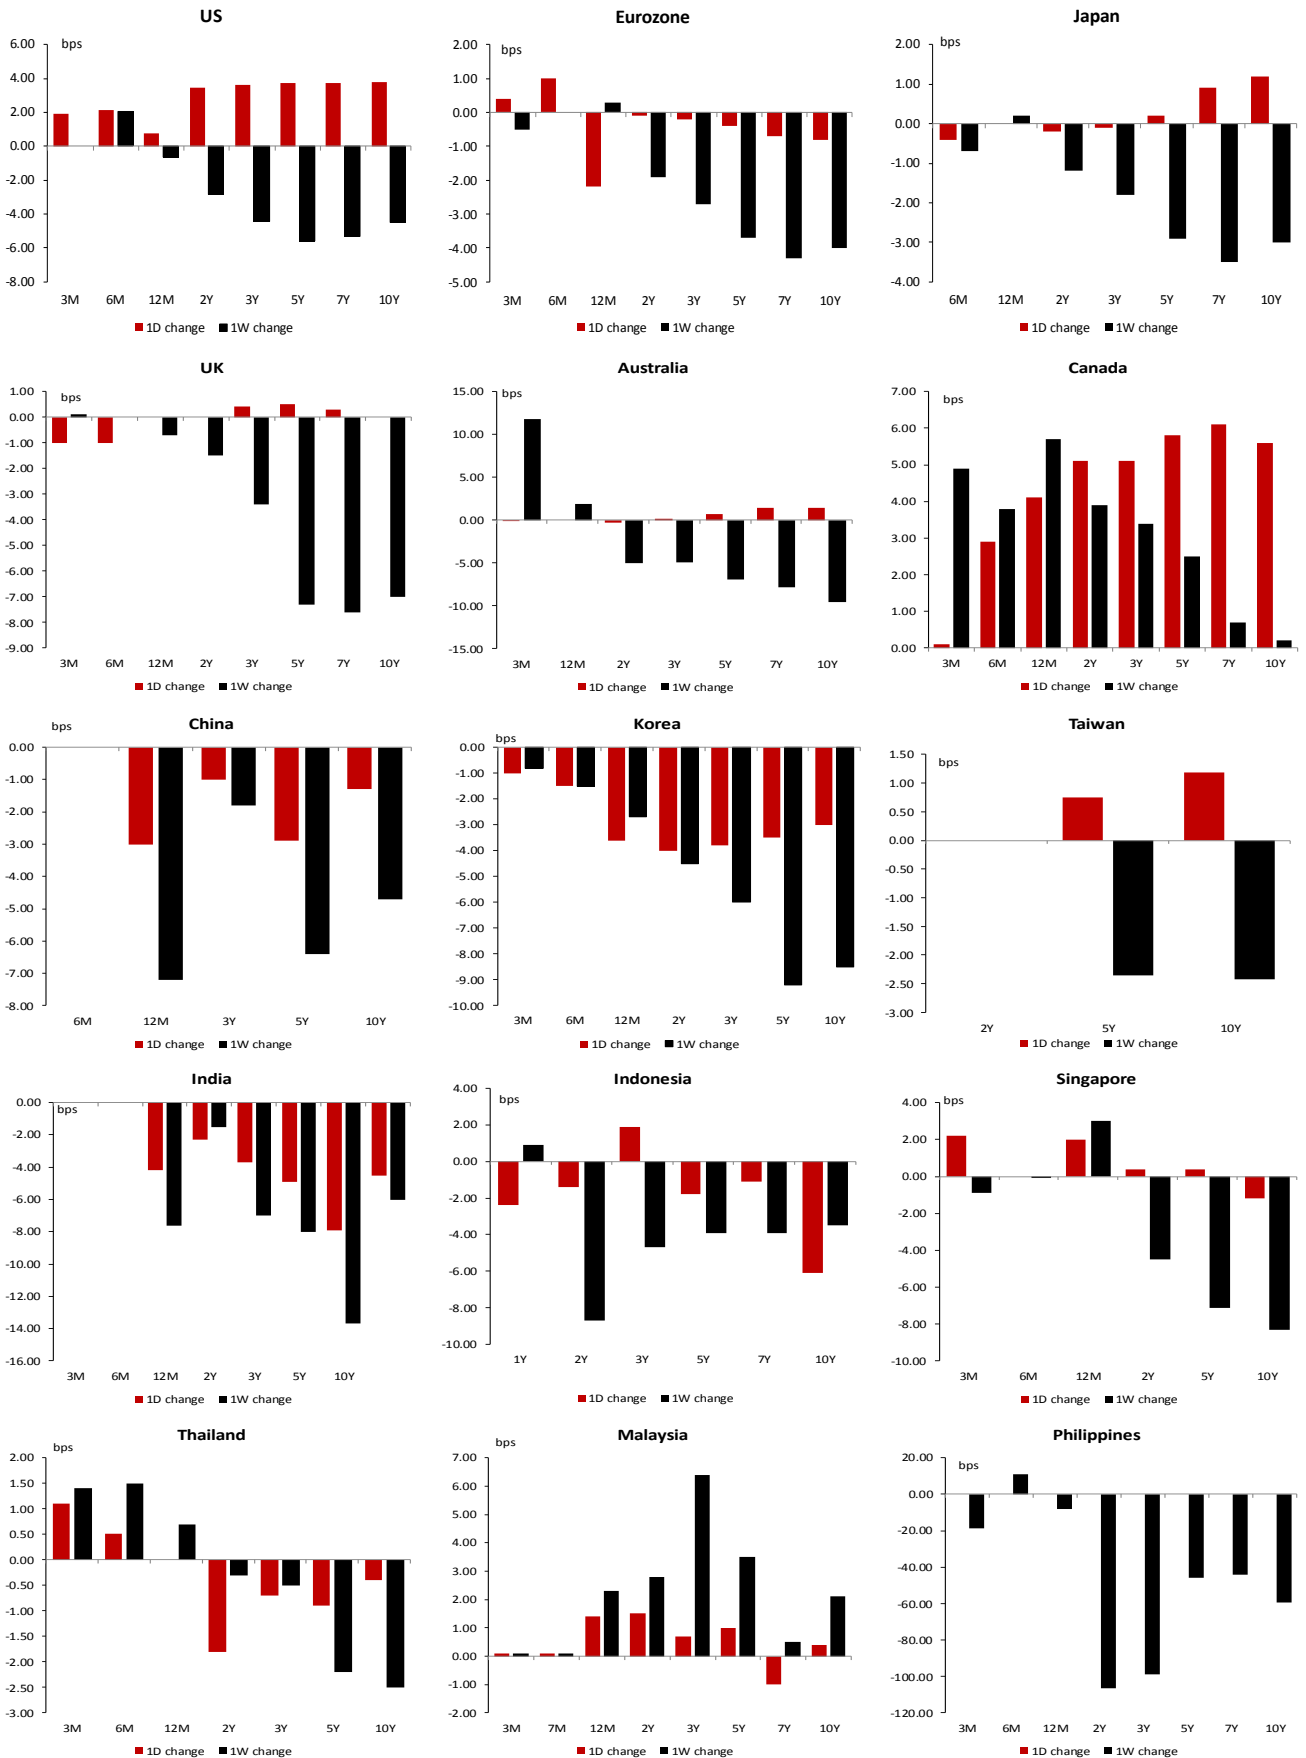 US
bps
6.00
4.00
2.00
0.00
-2.00
-4.00
-6.00
-8.00
3M 6M 12M 2Y 3Y 5Y 7Y 10Y
1D change 1W change
Eurozone
bps
2.00
1.00
0.00
-1.00
-2.00
-3.00
-4.00
-5.00
3M 6M 12M 2Y 3Y 5Y 7Y 10Y
1D change 1W change
Japan
bps
2.00
1.00
0.00
-1.00
-2.00
-3.00
-4.00
6M 12M 2Y 3Y 5Y 7Y 10Y
1D change 1W change
UK
bps
1.00
0.00
-1.00
-2.00
-3.00
-4.00
-5.00
-6.00
-7.00
-8.00
-9.00
3M 6M 12M 2Y 3Y 5Y 7Y 10Y
1D change 1W change
Australia
bps
15.00
10.00
5.00
0.00
-5.00
-10.00
-15.00
3M 12M 2Y 3Y 5Y 7Y 10Y
1D change 1W change
Canada
bps
7.00
6.00
5.00
4.00
3.00
2.00
1.00
0.00
3M 6M 12M 2Y 3Y 5Y 7Y 10Y
1D change 1W change
China
bps
0.00
-1.00
-2.00
-3.00
-4.00
-5.00
-6.00
-7.00
-8.00
6M 12M 3Y 5Y 10Y
1D change 1W change
Korea
bps
0.00
-1.00
-2.00
-3.00
-4.00
-5.00
-6.00
-7.00
-8.00
-9.00
-10.00
3M 6M 12M 2Y 3Y 5Y 10Y
1D change 1W change
Taiwan
bps
1.50
1.00
0.50
0.00
-0.50
-1.00
-1.50
-2.00
-2.50
-3.00
2Y 5Y 10Y
1D change 1W change
India
bps
0.00
-2.00
-4.00
-6.00
-8.00
-10.00
-12.00
-14.00
-16.00
3M 6M 12M 2Y 3Y 5Y 10Y
1D change 1W change
Indonesia
bps
4.00
2.00
0.00
-2.00
-4.00
-6.00
-8.00
-10.00
1Y 2Y 3Y 5Y 7Y 10Y
1D change 1W change
Singapore
bps
4.00
2.00
0.00
-2.00
-4.00
-6.00
-8.00
-10.00
3M 6M 12M 2Y 5Y 10Y
1D change 1W change
Thailand
bps
2.00
1.50
1.00
0.50
0.00
-0.50
-1.00
-1.50
-2.00
-2.50
-3.00
3M 6M 12M 2Y 3Y 5Y 10Y
1D change 1W change
Malaysia
bps
7.00
6.00
5.00
4.00
3.00
2.00
1.00
0.00
-1.00
-2.00
3M 7M 12M 2Y 3Y 5Y 7Y 10Y
1D change 1W change
Philippines
bps
20.00
0.00
-20.00
-40.00
-60.00
-80.00
-100.00
-120.00
3M 6M 12M 2Y 3Y 5Y 7Y 10Y
1D change 1W change